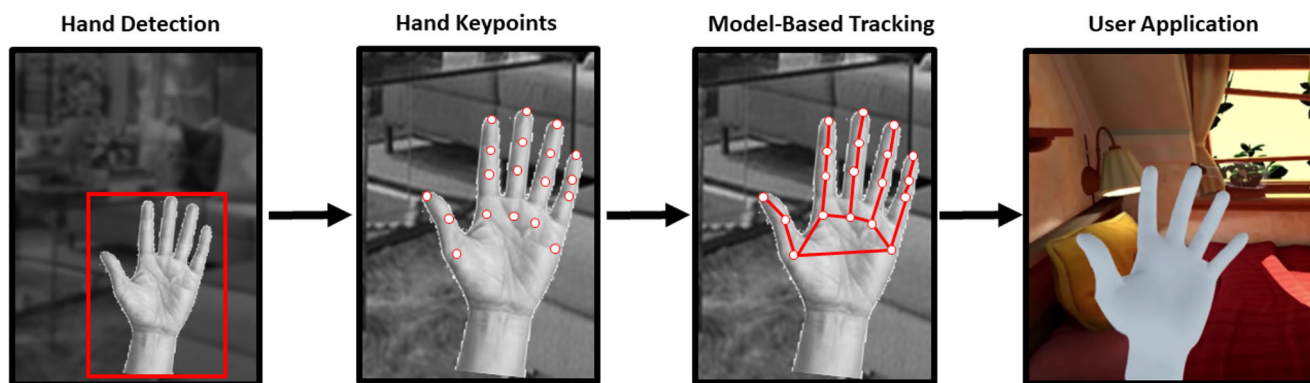 Hand Detection
Hand Keypoints
Model-Based Tracking
User Application